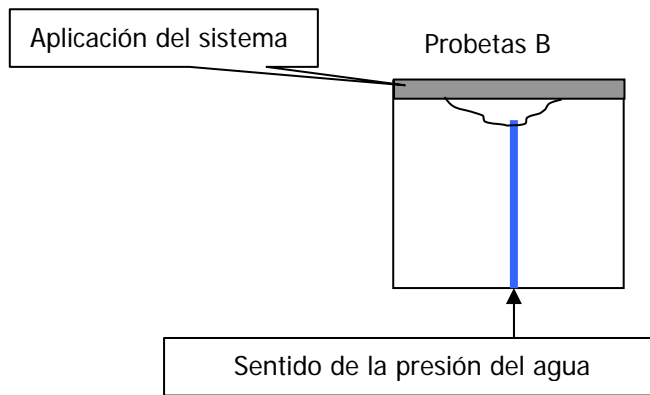 Aplicación del sistema
Probetas B
Sentido de la presión del agua